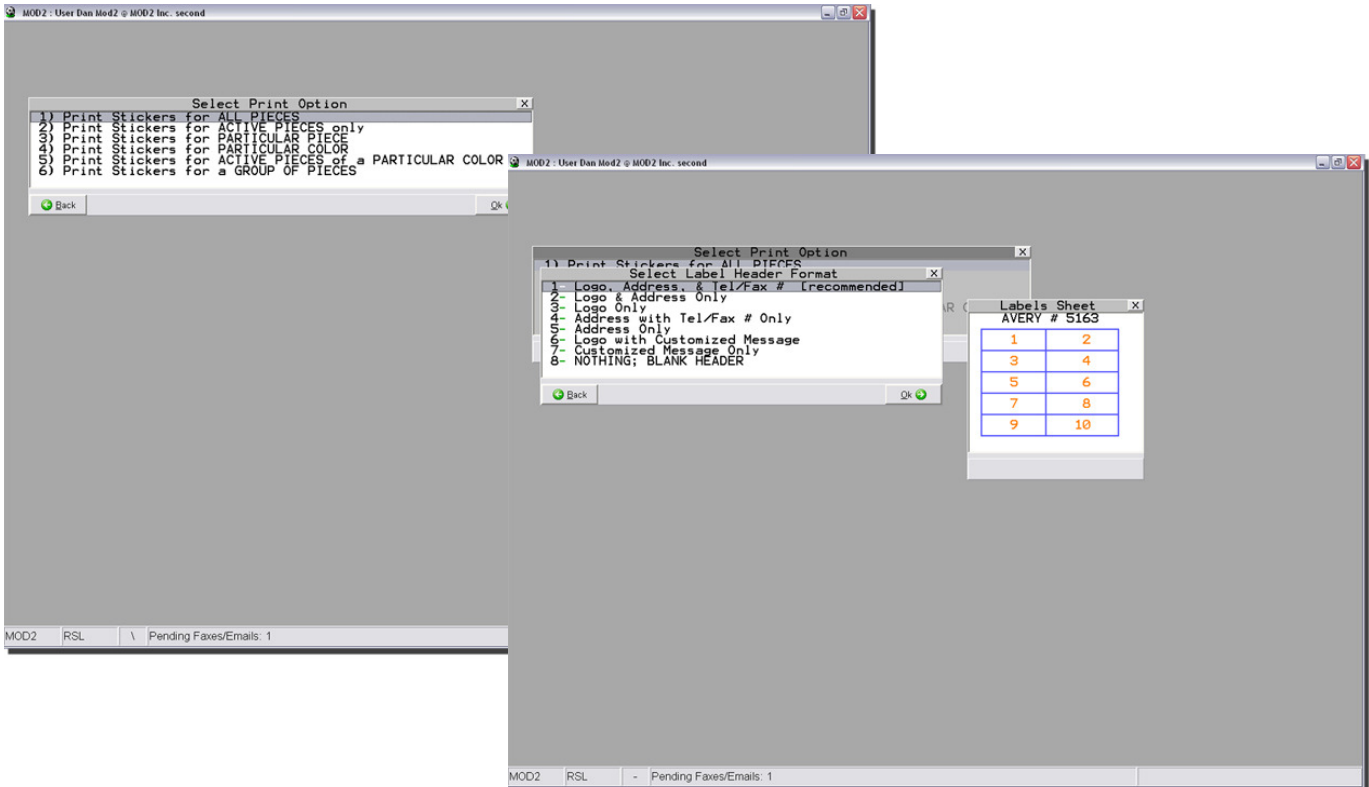 MOD2 : User Dan Mod2 @ MOD2 Inc. second
Select Print Option
1) Print Stickers for ALL PIECES
2) Print Stickers for ACTIVE PIECES only
3) Print Stickers for PARTICULAR PIECE
4) Print Stickers for PARTICULAR COLOR
5) Print Stickers for ACTIVE PIECES of a PARTICULAR COLOR
6) Print Stickers for a GROUP OF PIECES
Back
Ok
MOD2 RSL \ Pending Faxes/Emails: 1
MOD2 : User Dan Mod2 @ MOD2 Inc. second
Select Print Option
1) Print Stickers for ALL PIECES
Select Label Header Format
1- Logo, Address, & Tel/Fax # [recommended]
2- Logo & Address Only
3- Logo Only
4- Address with Tel/Fax # Only
5- Address Only
6- Logo with Customized Message
7- Customized Message Only
8- NOTHING; BLANK HEADER
Back
Ok
Labels Sheet
AVERY # 5163
1 2
3 4
5 6
7 8
9 10
MOD2 RSL - Pending Faxes/Emails: 1